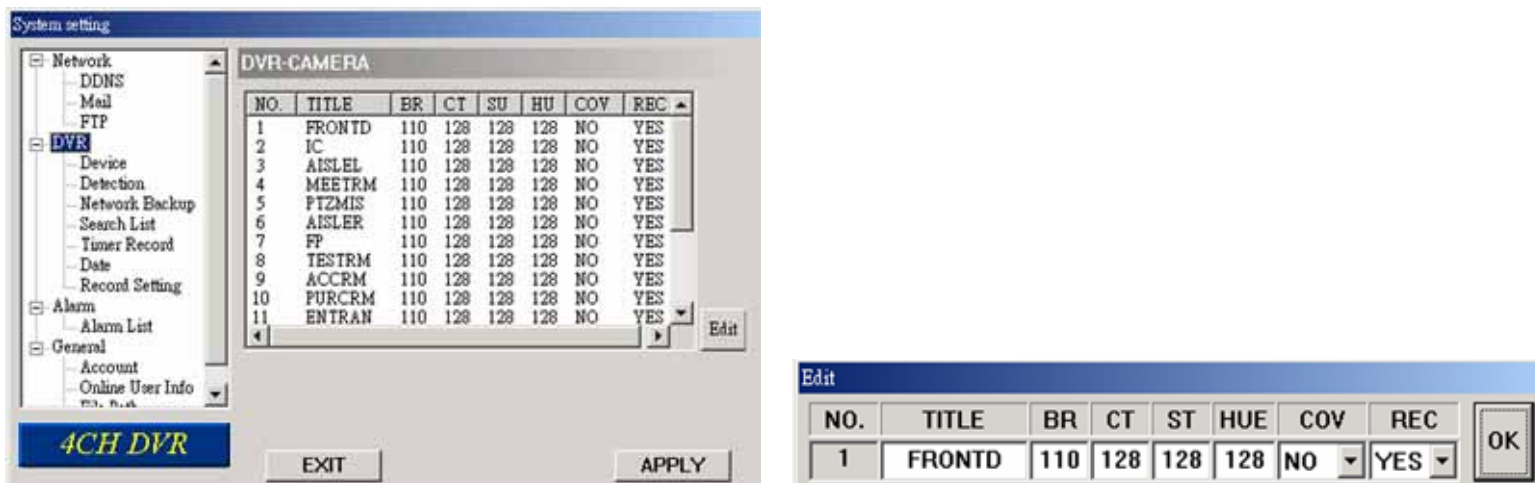 System setting
Network
DDNS
Mail
FTP
DVR
Device
Detection
Network Backup
Search List
Timer Record
Date
Record Setting
Alarm
Alarm List
General
Account
Online User Info
4CH DVR
DVR-CAMERA
NO. TITLE BR CT SU HU COV REC
1 FRONTD 110 128 128 128 NO YES
2 IC 110 128 128 128 NO YES
3 AISLEL 110 128 128 128 NO YES
4 MEETRM 110 128 128 128 NO YES
5 PTZMIS 110 128 128 128 NO YES
6 AISLER 110 128 128 128 NO YES
7 FP 110 128 128 128 NO YES
8 TESTRM 110 128 128 128 NO YES
9 ACCRM 110 128 128 128 NO YES
10 PURCRM 110 128 128 128 NO YES
11 ENTRAN 110 128 128 128 NO YES
Edit
EXIT APPLY
Edit
NO. TITLE BR CT ST HUE COV REC
1 FRONTD 110 128 128 128 NO YES
OK